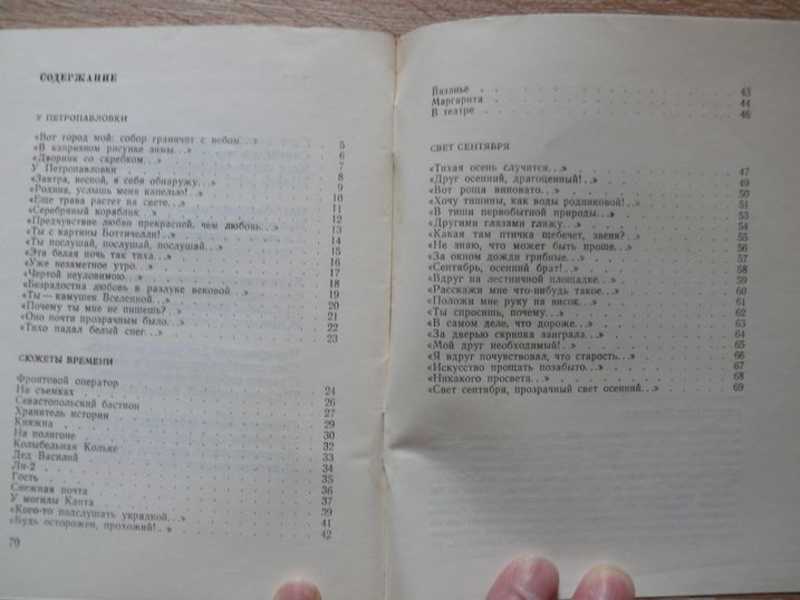 СОДЕРЖАНИЕ
У ПЕТРОПАВЛОВКИ
«Вот город мой: собор граничит с небом...» 5
«В капризном рисунке зимы...» 6
«Дворник со скребком...» 7
У Петропавловки 8
«Завтра, весной, я себя обнаружу...» 9
«Родина, услышь меня капелью!..» 10
«Еще трава растет на свете...» 11
«Серебряный кораблик...» 12
«Предчувствие любви прекрасней, чем любовь...» 13
«Ты с картины Боттичелли!..» 14
«Ты послушай, послушай, послушай...» 15
«Эта белая ночь так тиха...» 16
«Уже незаметное утро...» 17
«Чертой неуловимою...» 18
«Безрадостна любовь в разлуке вековой...» 19
«Ты — камушек Вселенной...» 20
«Почему ты мне не пишешь?..» 21
«Оно почти прозрачным было...» 22
«Тихо падал белый снег...» 23
СЮЖЕТЫ ВРЕМЕНИ
Фронтовой оператор 24
На съемках 26
Севастопольский бастион 27
Хранитель истории 29
Княжна 30
На полигоне 32
Колыбельная Кольке 33
Дед Василий 34
Ли-2 35
Гость 36
Снежная почта 37
У могилы Канта 39
«Кого-то подслушать украдкой...» 41
«Будь осторожен, прохожий!..» 42
70
Вязанье 43
Маргарита 44
В театре 46
СВЕТ СЕНТЯБРЯ
«Тихая осень случится...» 47
«Друг осенний, драгоценный!..» 49
«Вот роща виновато...» 50
«Хочу тишины, как воды родниковой!..» 51
«В тиши первобытной природы...» 53
«Другими глазами гляжу...» 54
«Какая там птичка щебечет, звеня?..» 55
«Не знаю, что может быть проще...» 56
«За окном дожди грибные...» 57
«Сентябрь, осенний брат!..» 58
«Вдруг на лестничной площадке...» 59
«Расскажи мне что-нибудь такое...» 60
«Положи мне руку на висок...» 61
«Ты спросишь, почему...» 62
«В самом деле, что дороже...» 63
«За дверью скрипка заиграла...» 64
«Мой друг необходимый!..» 65
«Я вдруг почувствовал, что старость...» 66
«Искусство прощать позабыто...» 67
«Никакого просвета...» 68
«Свет сентября, прозрачный свет осенний...» 69